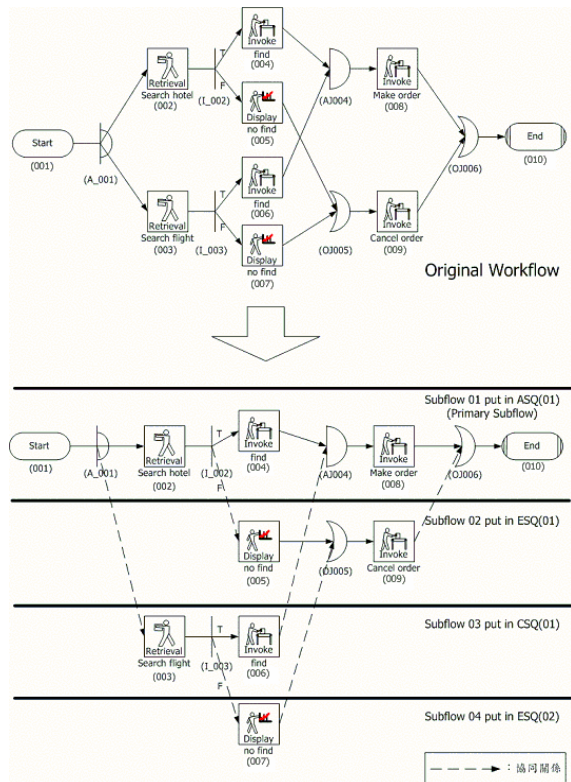 Invoke
find
(004)
T
F
Retrieval
Search hotel
(002)
(I_002)
(AJ004)
Invoke
Make order
(008)
Display
no find
(005)
Start
(001)
(A_001)
(OJ006)
End
(010)
Invoke
find
(006)
T
F
Retrieval
Search flight
(003)
(I_003)
(OJ005)
Invoke
Cancel order
(009)
Display
no find
(007)
Original Workflow
Subflow 01 put in ASQ(01)
(Primary Subflow)
Start
(001)
(A_001)
Retrieval
Search hotel
(002)
T
(I_002)
F
Invoke
find
(004)
(AJ004)
Invoke
Make order
(008)
(OJ006)
End
(010)
Subflow 02 put in ESQ(01)
Display
no find
(005)
(OJ005)
Invoke
Cancel order
(009)
Subflow 03 put in CSQ(01)
Retrieval
Search flight
(003)
T
(I_003)
F
Invoke
find
(006)
Subflow 04 put in ESQ(02)
Display
no find
(007)
：協同關係